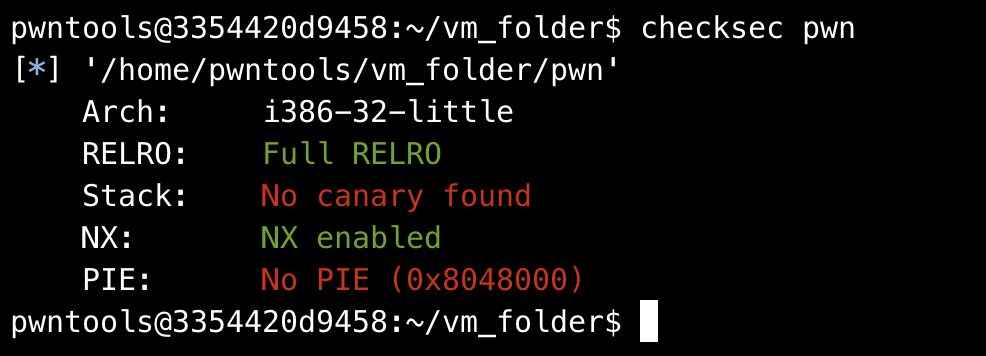 pwntools@3354420d9458:~/vm_folder$ checksec pwn
[*] '/home/pwntools/vm_folder/pwn'
    Arch:     i386-32-little
    RELRO:    Full RELRO
    Stack:    No canary found
    NX:       NX enabled
    PIE:      No PIE (0x8048000)
pwntools@3354420d9458:~/vm_folder$